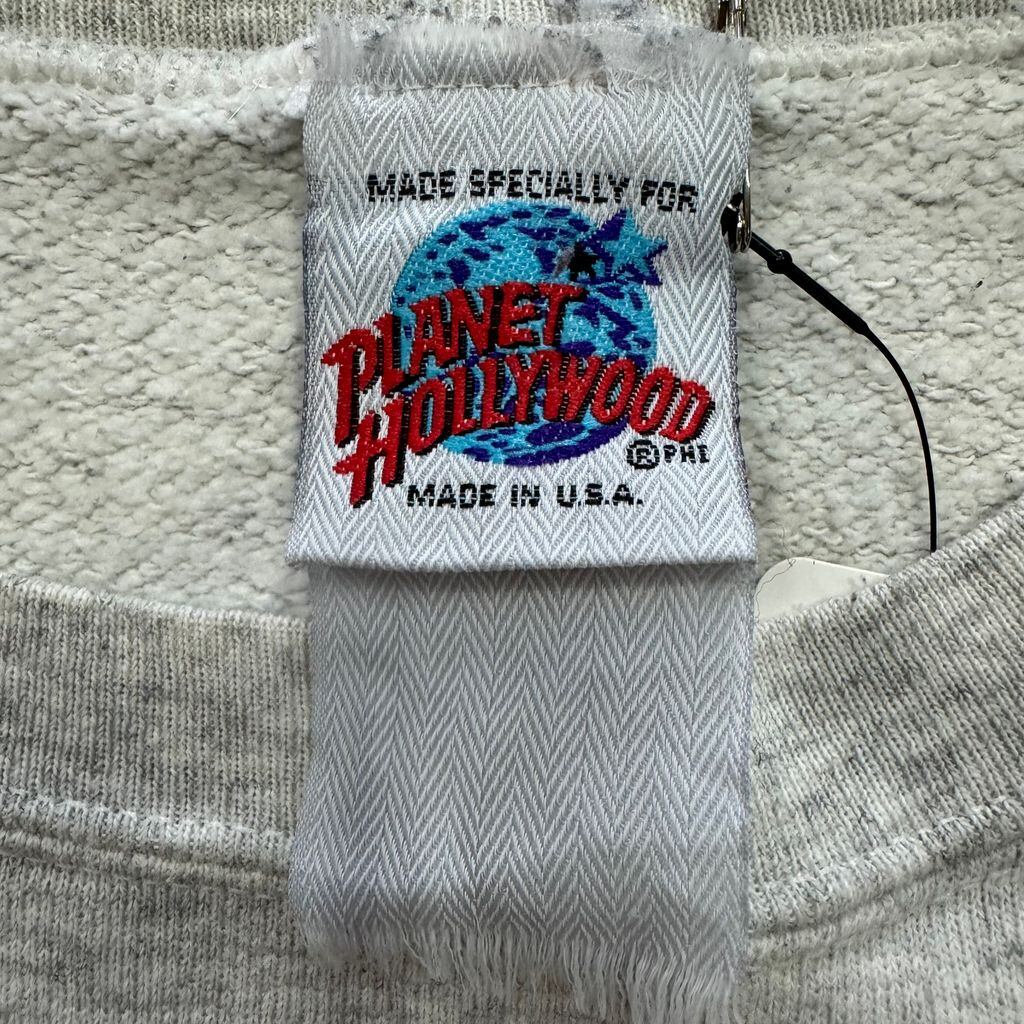 MADE SPECIALLY FOR
PLANET
HOLLYWOOD
® PHI
MADE IN U.S.A.